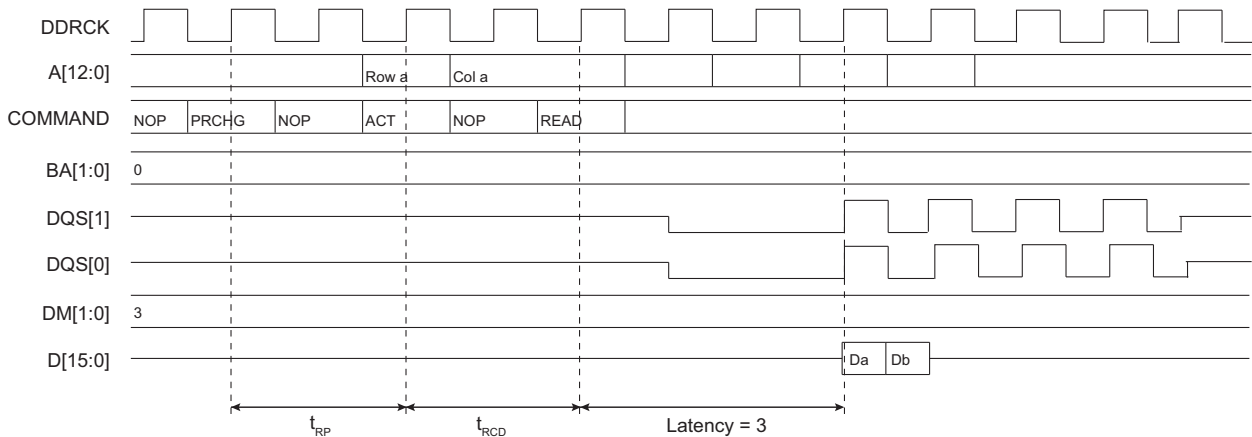 DDRCK
A[12:0]
Row a Col a
COMMAND
NOP PRCHG NOP ACT NOP READ
BA[1:0]
0
DQS[1]
DQS[0]
DM[1:0]
3
D[15:0]
Da Db
tRP tRCD Latency = 3